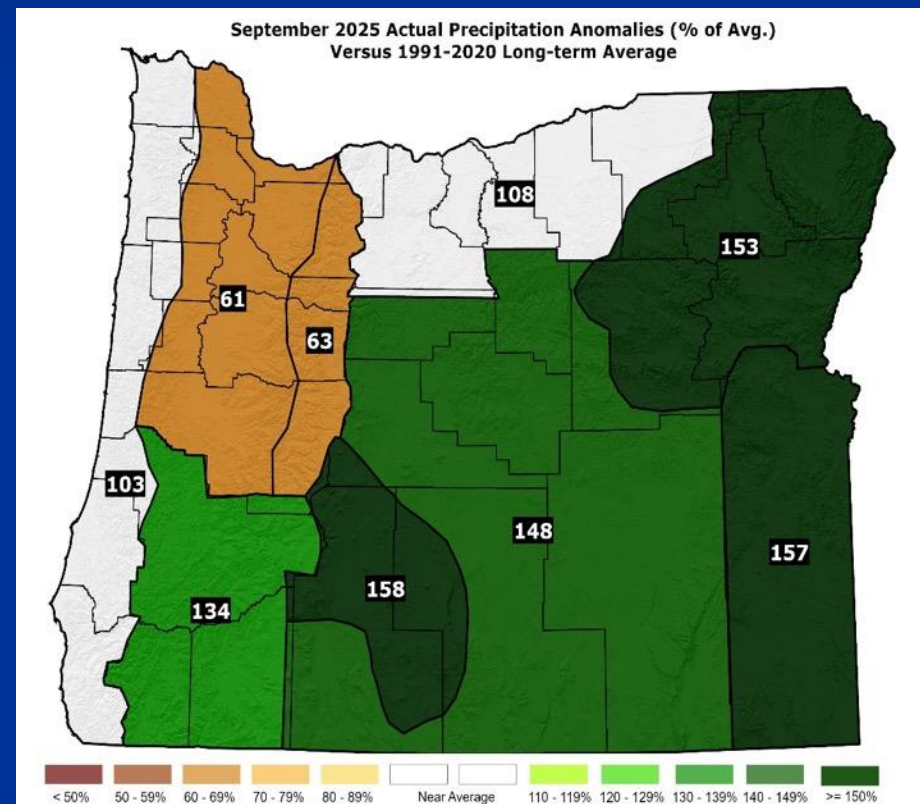 September 2025 Actual Precipitation Anomalies (% of Avg.)
Versus 1991-2020 Long-term Average
108
153
61
63
103
148
157
158
134
< 50%
50 - 59%
60 - 69%
70 - 79%
80 - 89%
Near Average
110 - 119%
120 - 129%
130 - 139%
140 - 149%
>= 150%